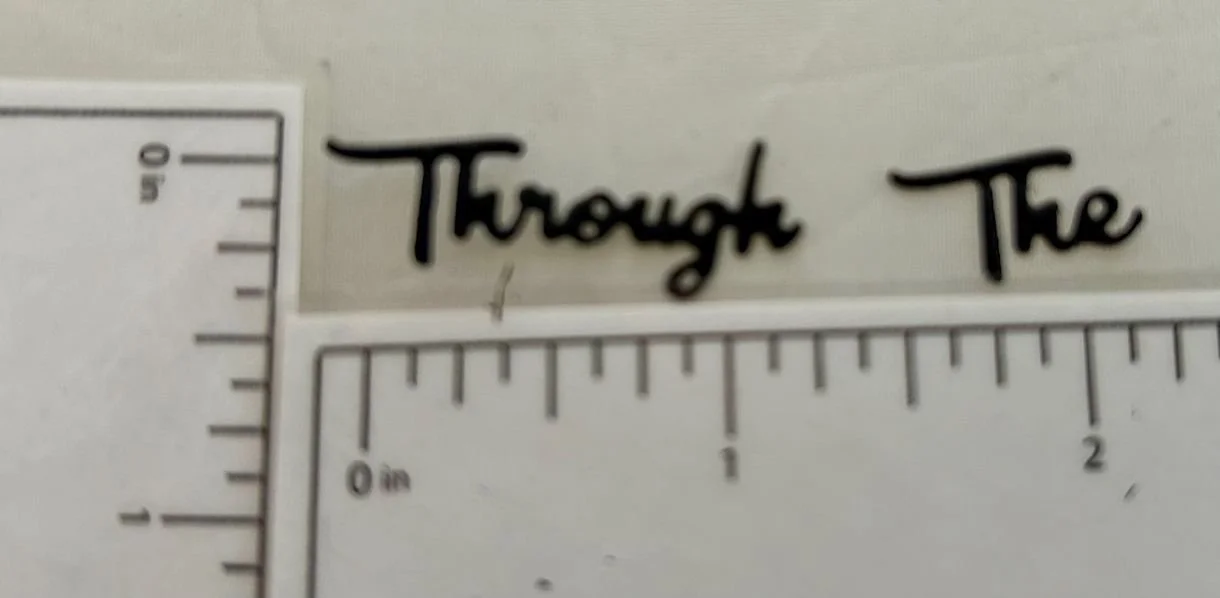 Through The
0 in
1
0 in 1 2